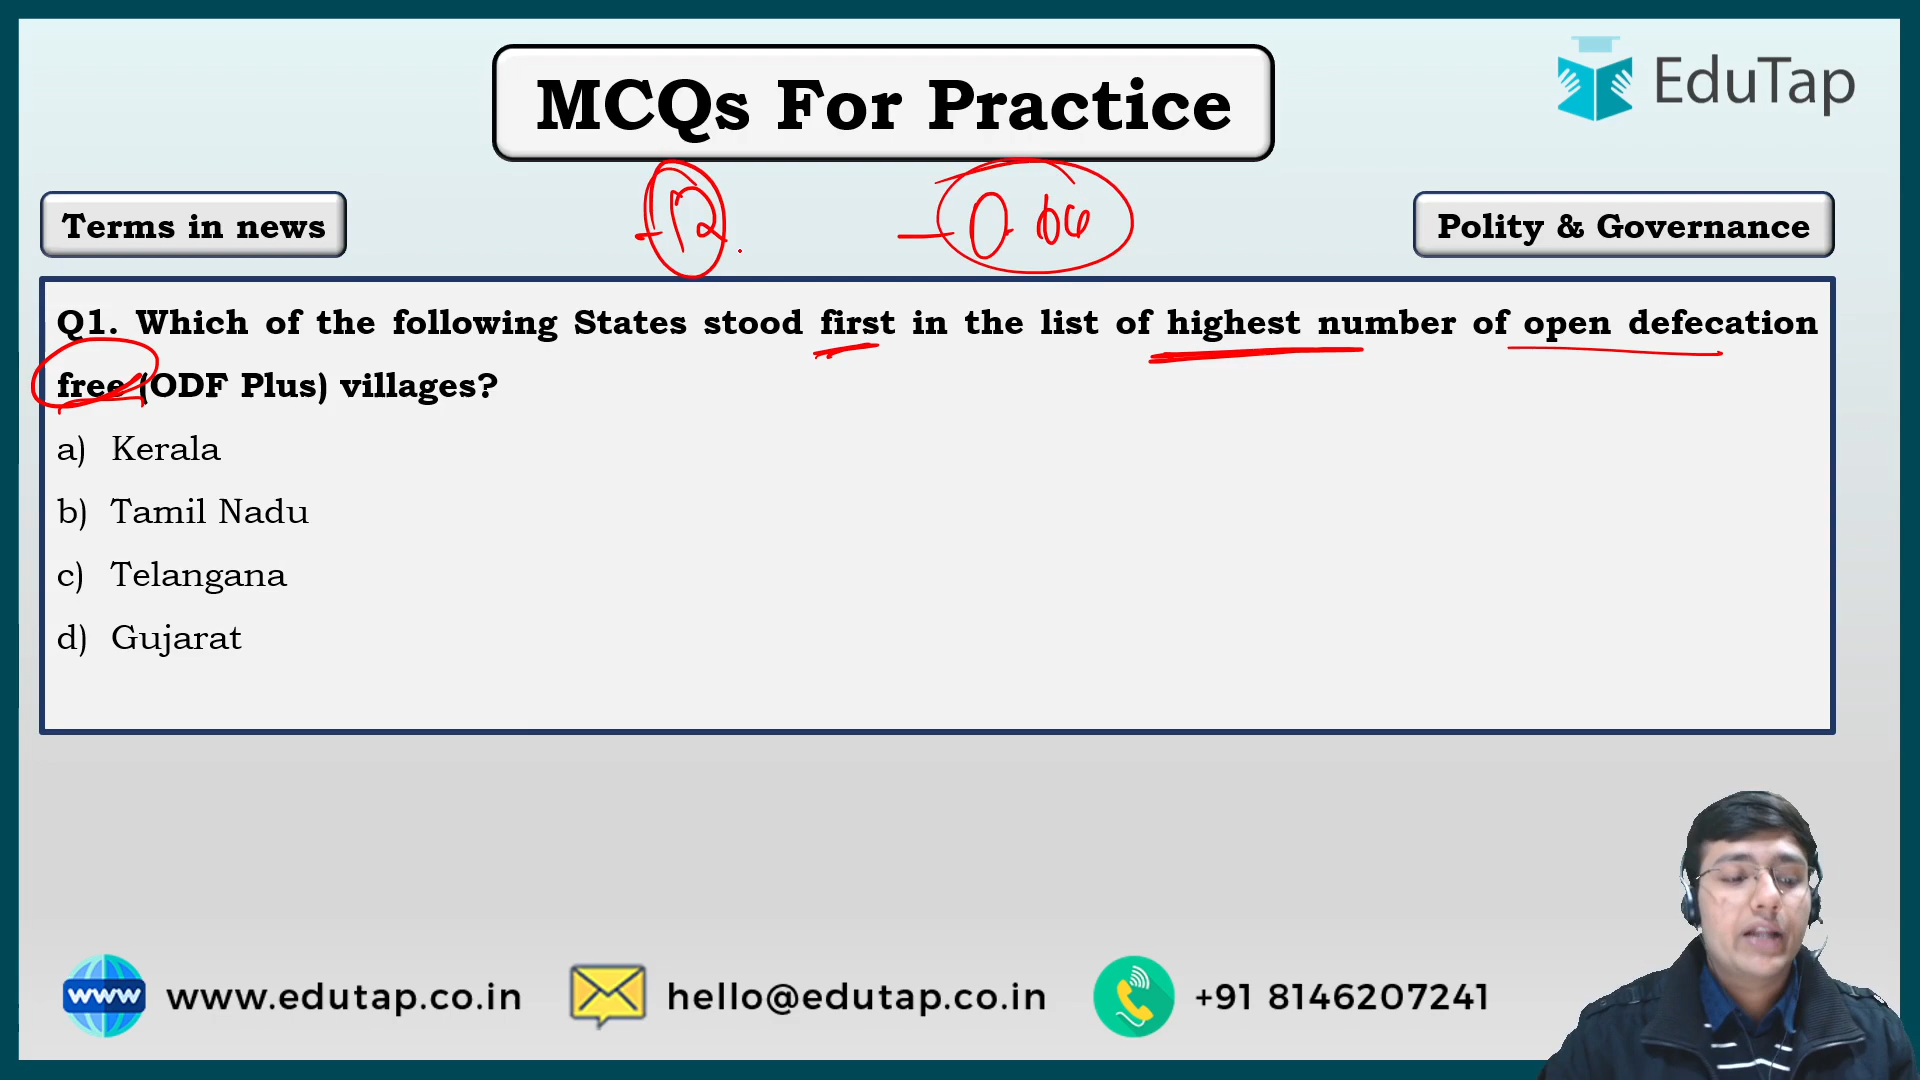 MCQs For Practice
EduTap
Terms in news
Polity & Governance
Q1. Which of the following States stood first in the list of highest number of open defecation
free (ODF Plus) villages?
a) Kerala
b) Tamil Nadu
c) Telangana
d) Gujarat
www
www.edutap.co.in
hello@edutap.co.in
+91 8146207241